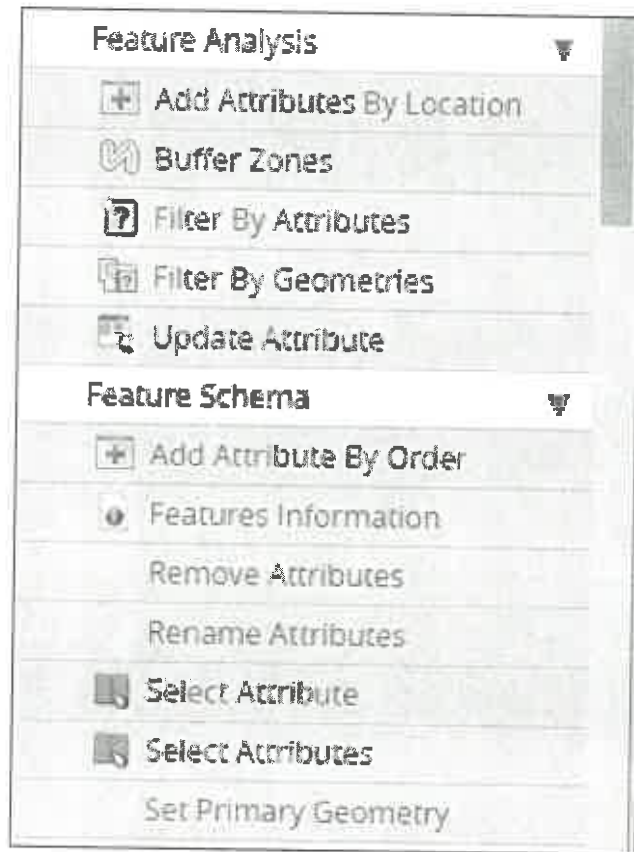 Feature Analysis
Add Attributes By Location
Buffer Zones
Filter By Attributes
Filter By Geometries
Update Attribute
Feature Schema
Add Attribute By Order
Features Information
Remove Attributes
Rename Attributes
Select Attribute
Select Attributes
Set Primary Geometry